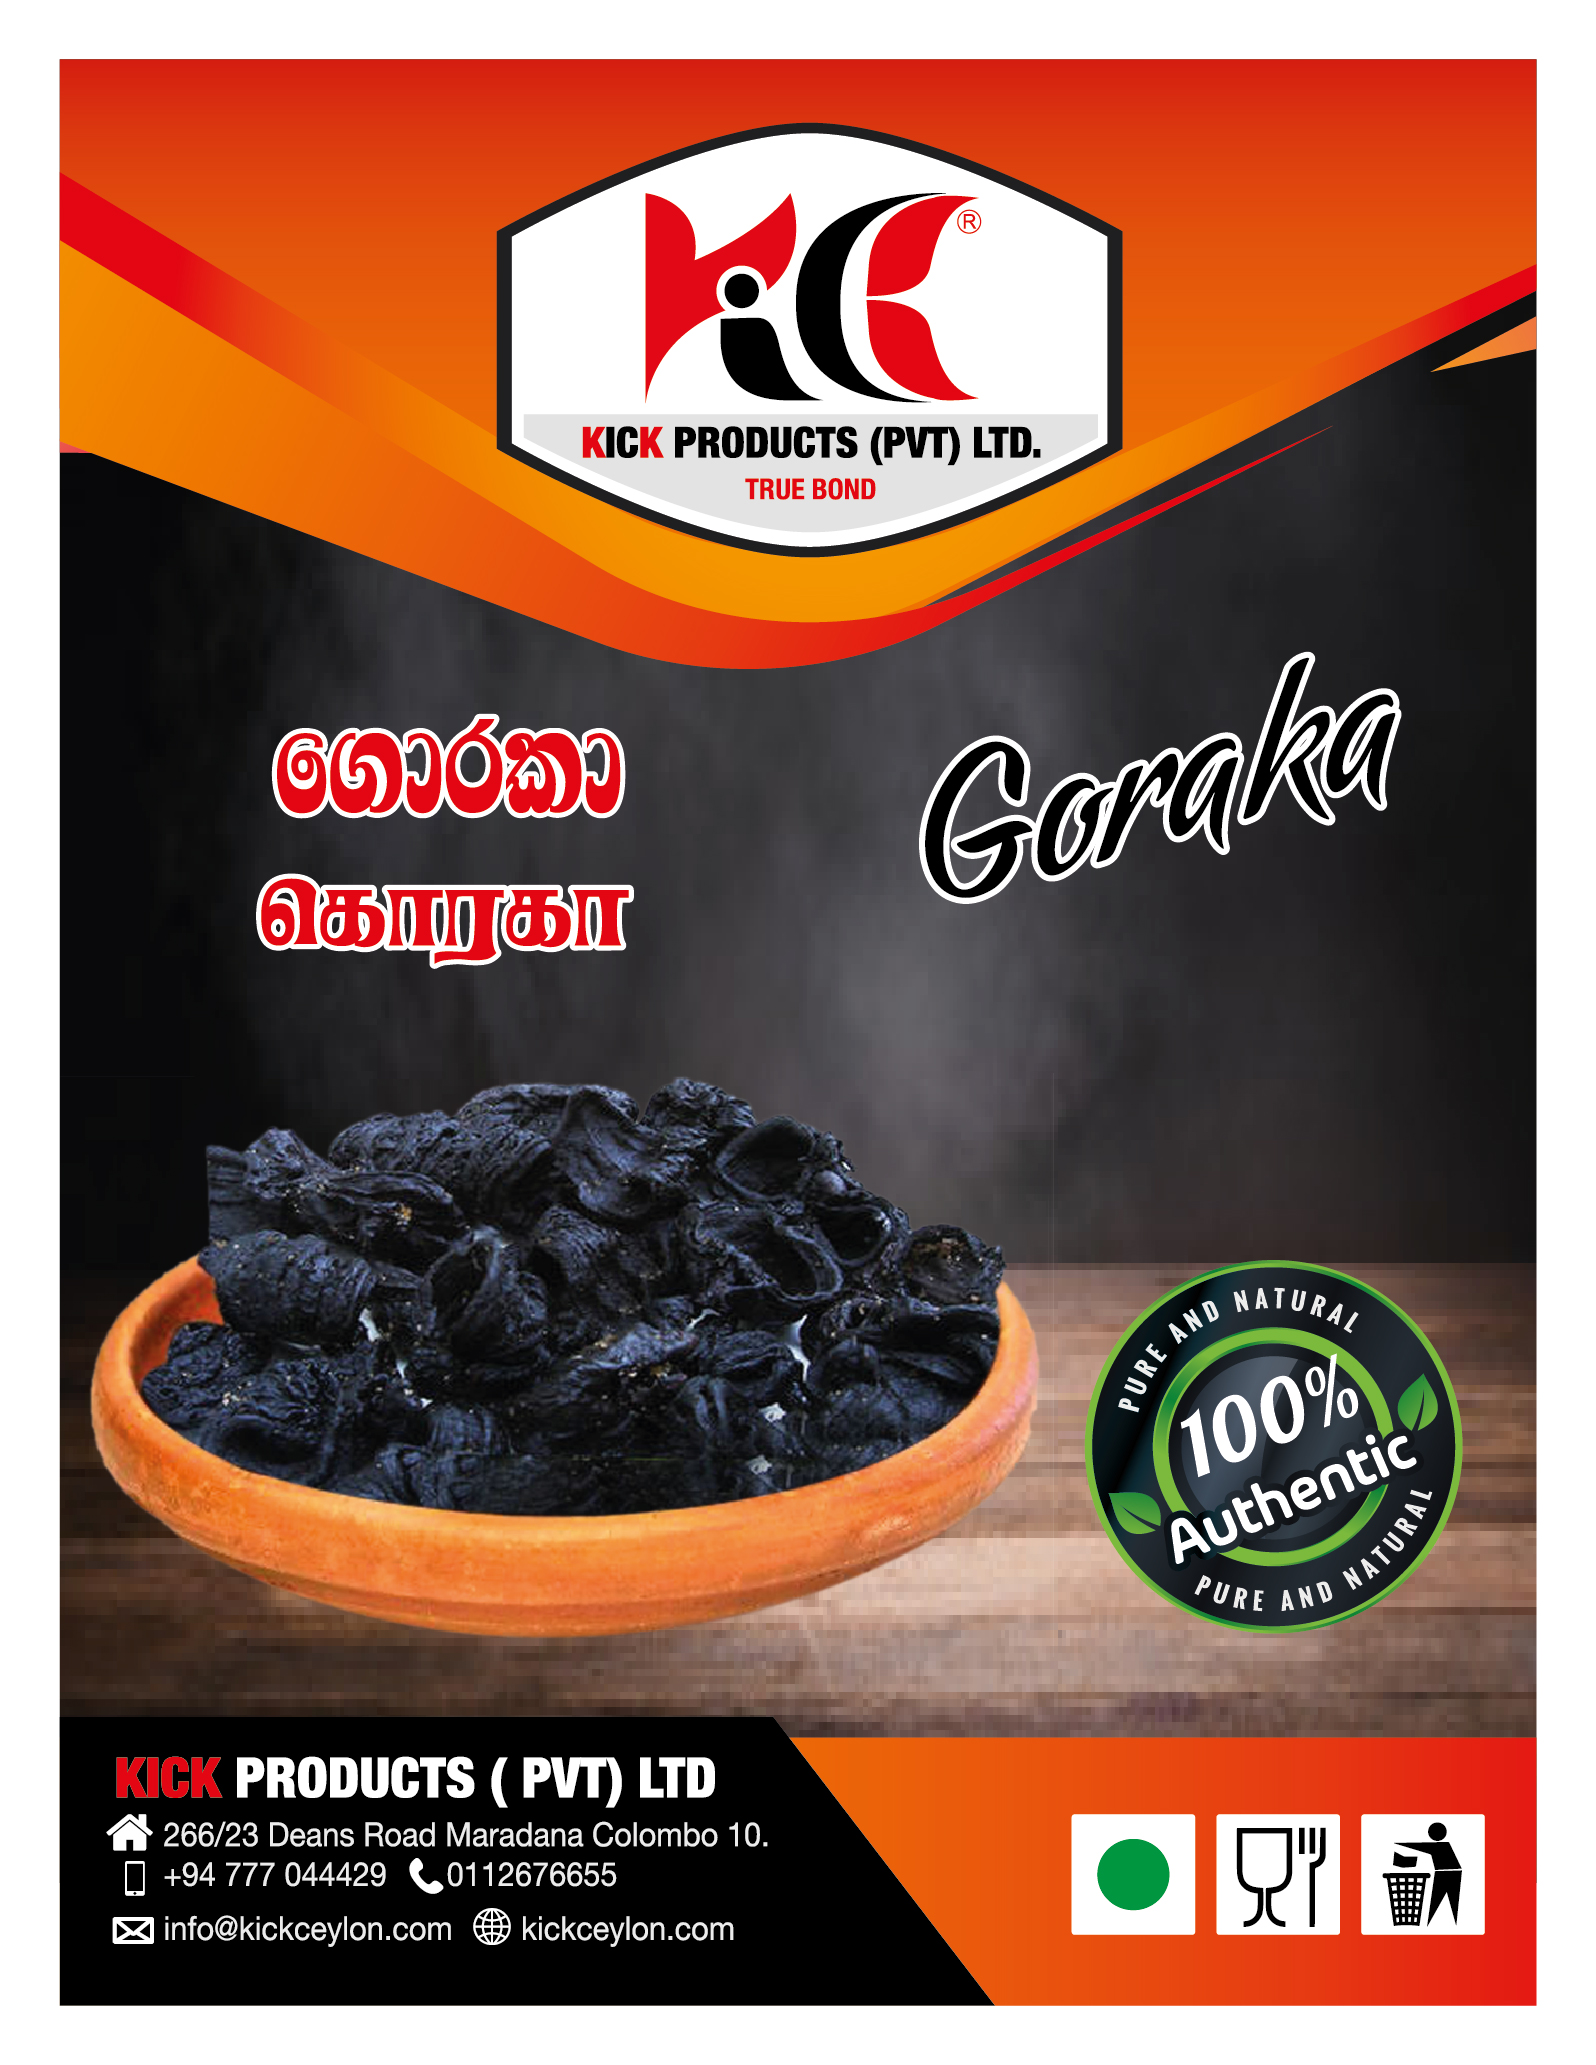 KiCK®
KICK PRODUCTS (PVT) LTD.
TRUE BOND
ගොරකා
கொரகா
Goraka
PURE AND NATURAL
100%
Authentic
PURE AND NATURAL
KICK PRODUCTS ( PVT) LTD
266/23 Deans Road Maradana Colombo 10.
+94 777 044429 0112676655
info@kickceylon.com kickceylon.com